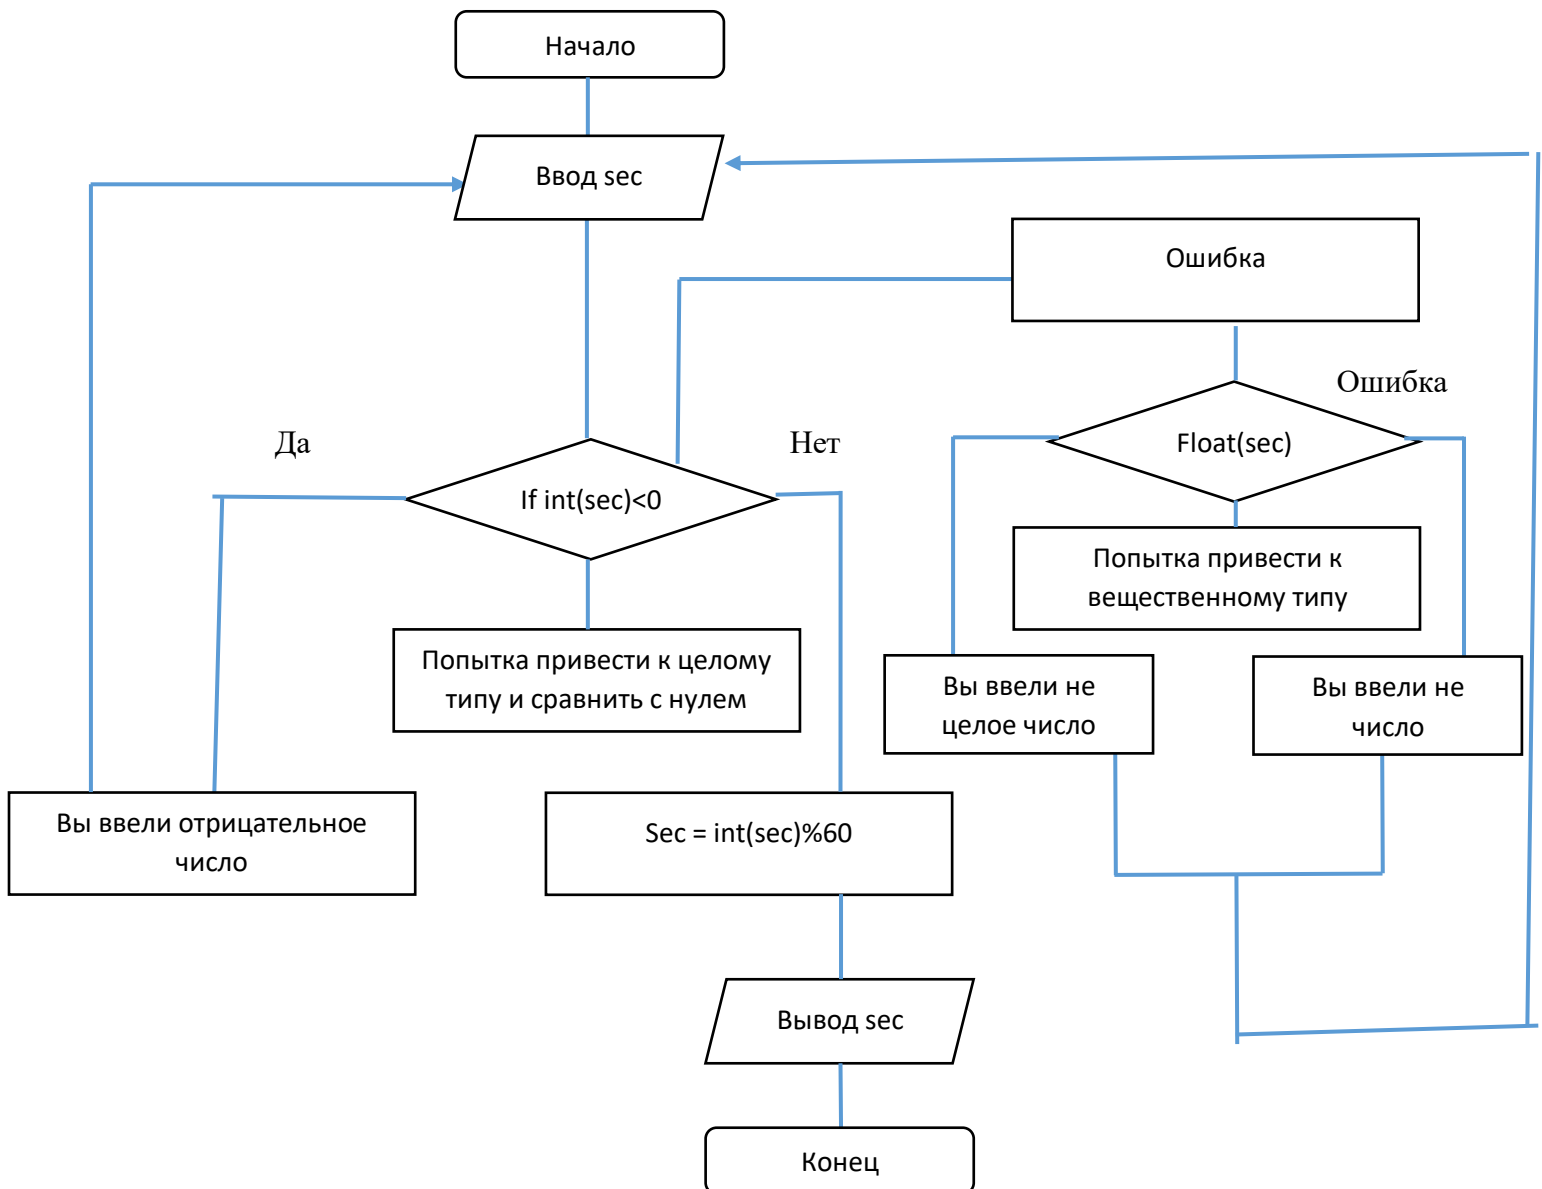 Начало
Ввод sec
Ошибка
Ошибка
Да
Нет
Float(sec)
If int(sec)<0
Попытка привести к
вещественному типу
Попытка привести к целому
типу и сравнить с нулем
Вы ввели не
целое число
Вы ввели не
число
Вы ввели отрицательное
число
Sec = int(sec)%60
Вывод sec
Конец